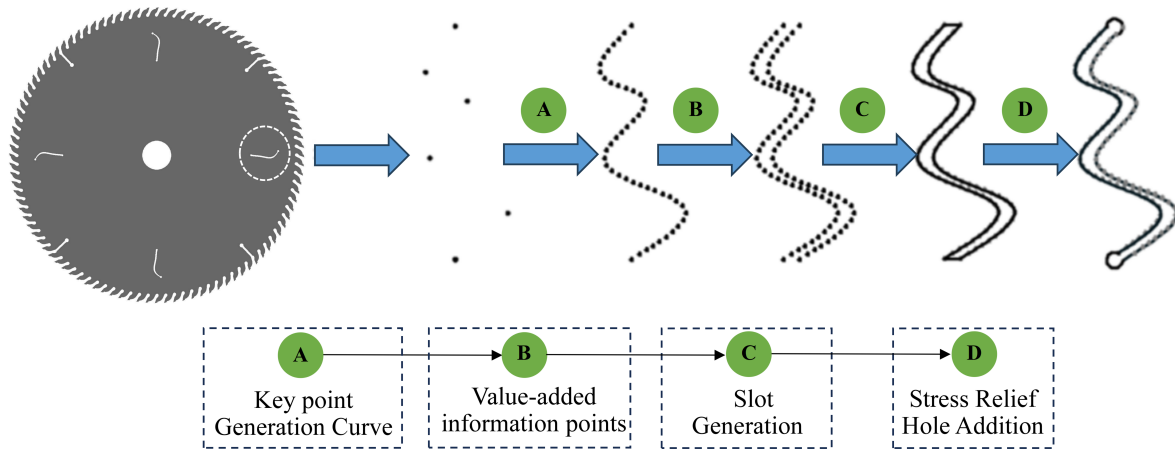 A
B
C
D
A
B
C
D
Key point
Generation Curve
Value-added
information points
Slot
Generation
Stress Relief
Hole Addition